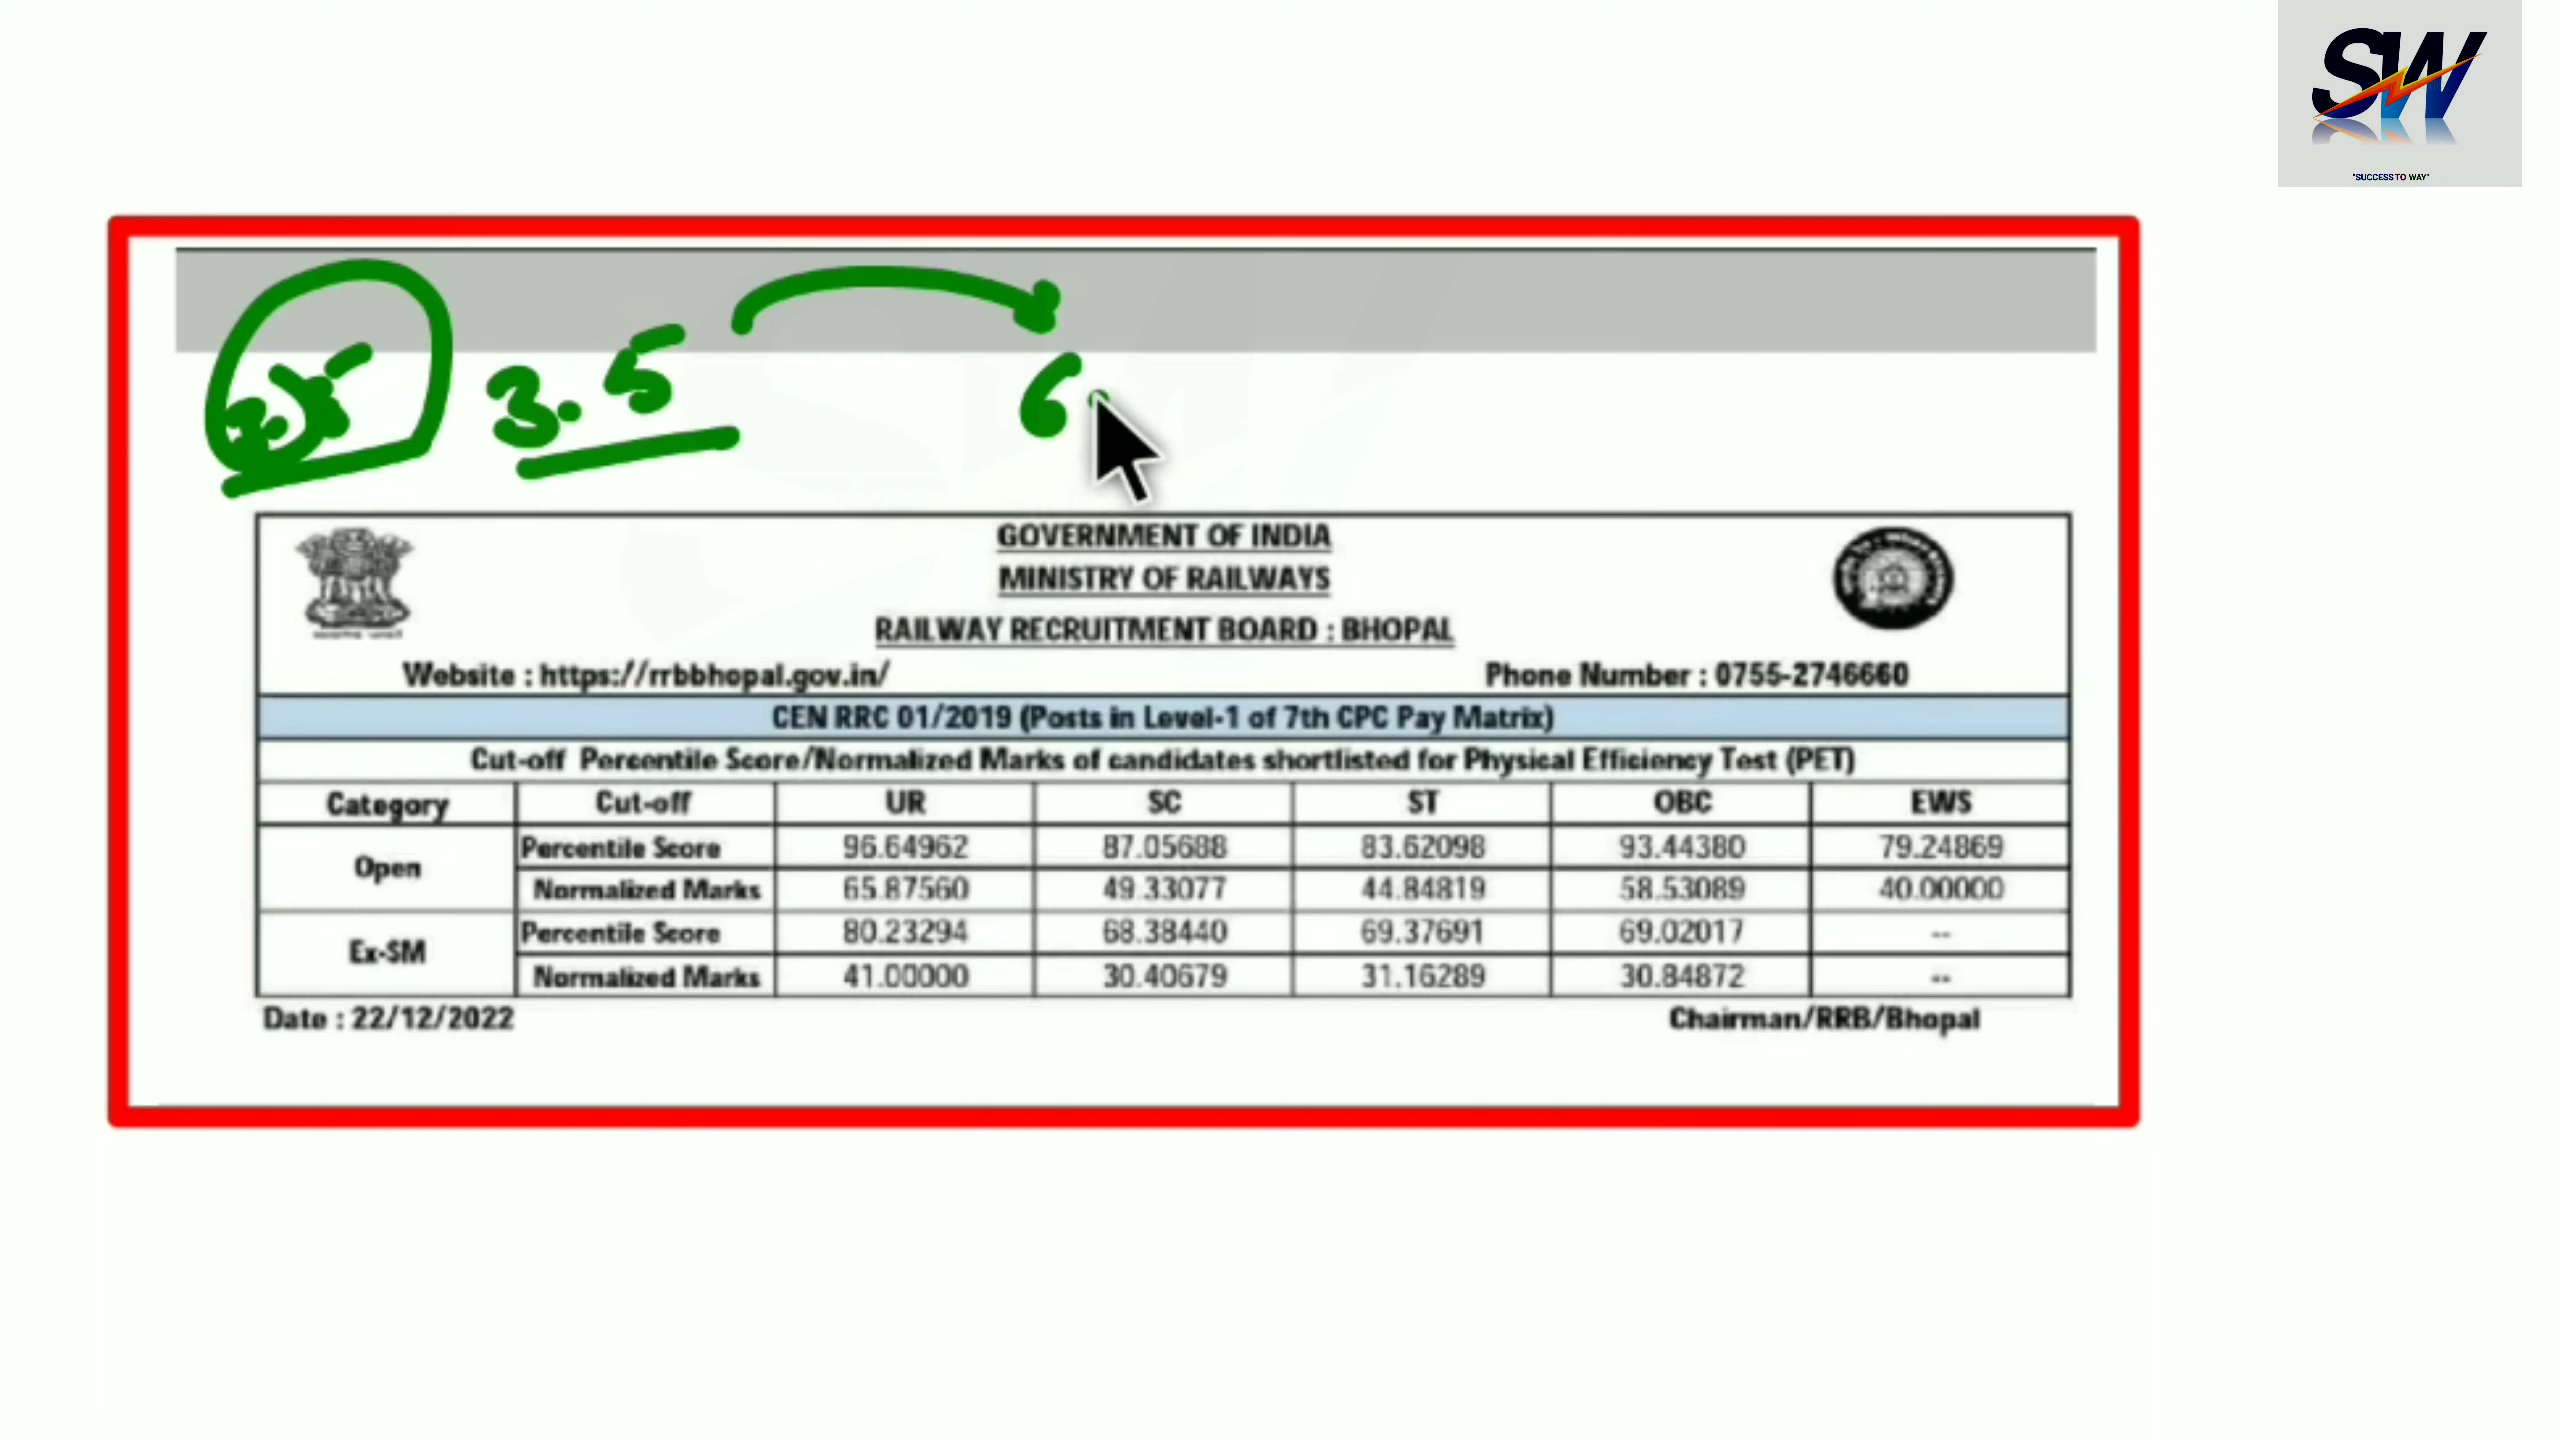 SW
"SUCCESS TO WAY"
3.5
6
GOVERNMENT OF INDIA
MINISTRY OF RAILWAYS
RAILWAY RECRUITMENT BOARD : BHOPAL
Website : https://rrbbhopal.gov.in/ Phone Number : 0755-2746660
CEN RRC 01/2019 (Posts in Level-1 of 7th CPC Pay Matrix)
Cut-off Percentile Score/Normalized Marks of candidates shortlisted for Physical Efficiency Test (PET)
Category Cut-off UR SC ST OBC EWS
Open Percentile Score 96.64962 87.05688 83.62098 93.44380 79.24869
Normalized Marks 65.87560 49.33077 44.84819 58.53089 40.00000
Ex-SM Percentile Score 80.23294 68.38440 69.37691 69.02017 --
Normalized Marks 41.00000 30.40679 31.16289 30.84872 --
Date : 22/12/2022 Chairman/RRB/Bhopal